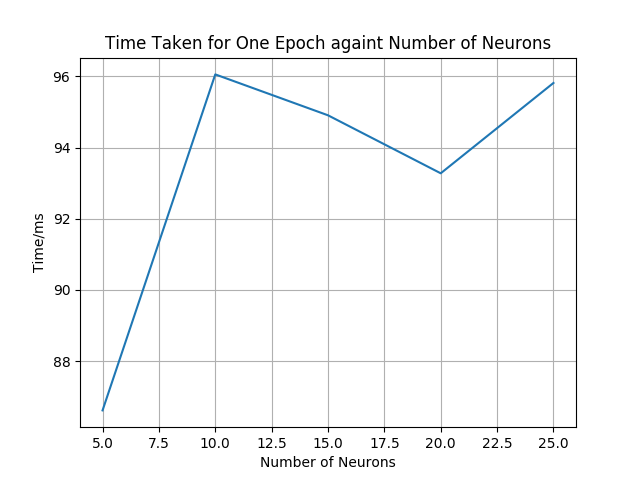 Time Taken for One Epoch againt Number of Neurons
96
94
92
90
88
Time/ms
5.0 7.5 10.0 12.5 15.0 17.5 20.0 22.5 25.0
Number of Neurons